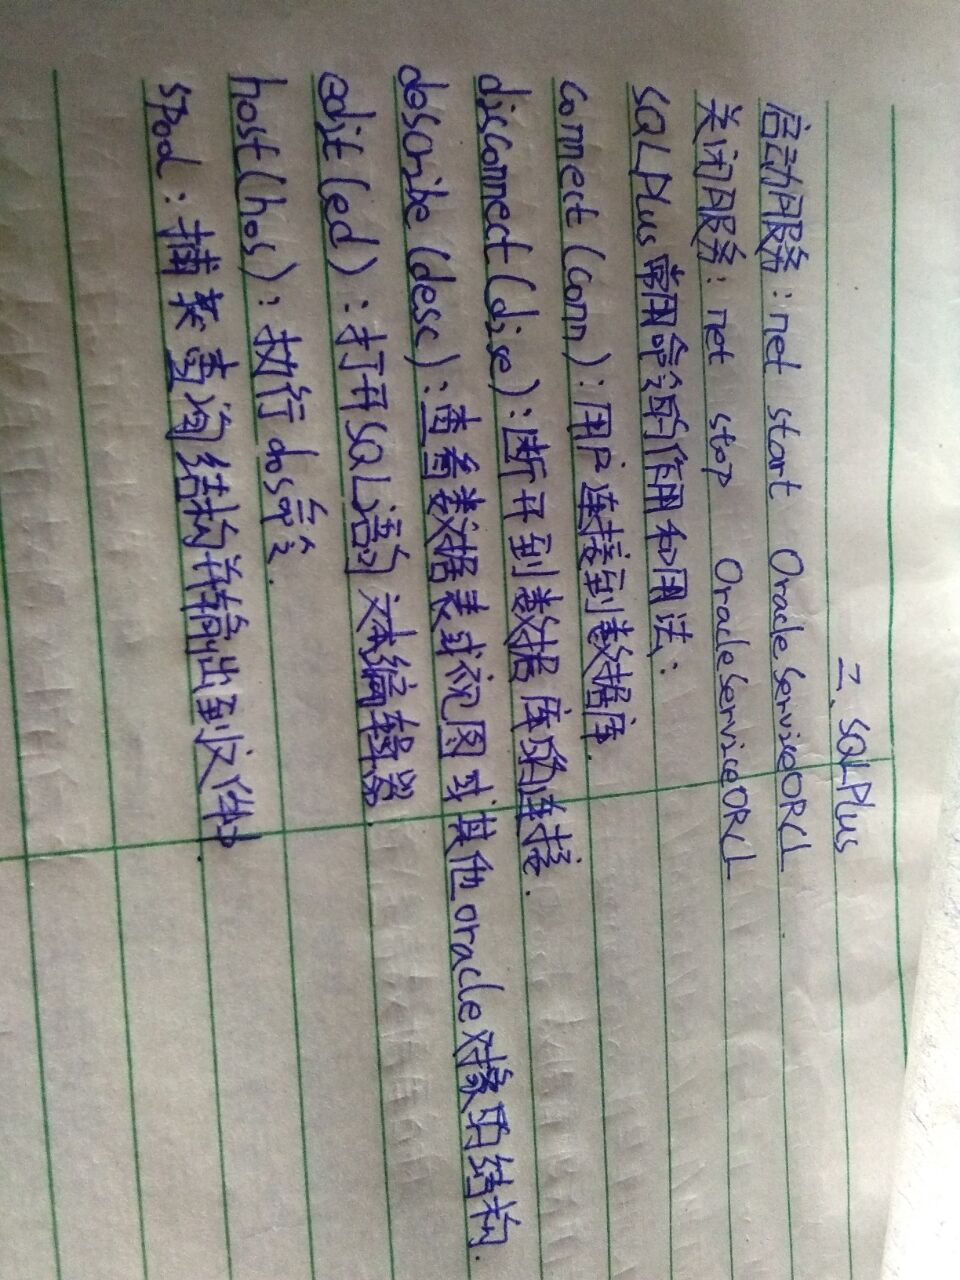 二、SQLPlus
启动服务：net start OracleServiceORCL
关闭服务：net stop OracleServiceORCL
SQLPlus常用命令的作用和用法：
connect(conn)：用户连接到数据库.
disconnect(disc)：断开到数据库的连接.
describe(desc)：查看数据表或视图或其他oracle对象的结构.
edit(ed)：打开SQL语句文本编辑器.
host(hos)：执行dos命令.
spool：捕获查询结构并输出到文件中.